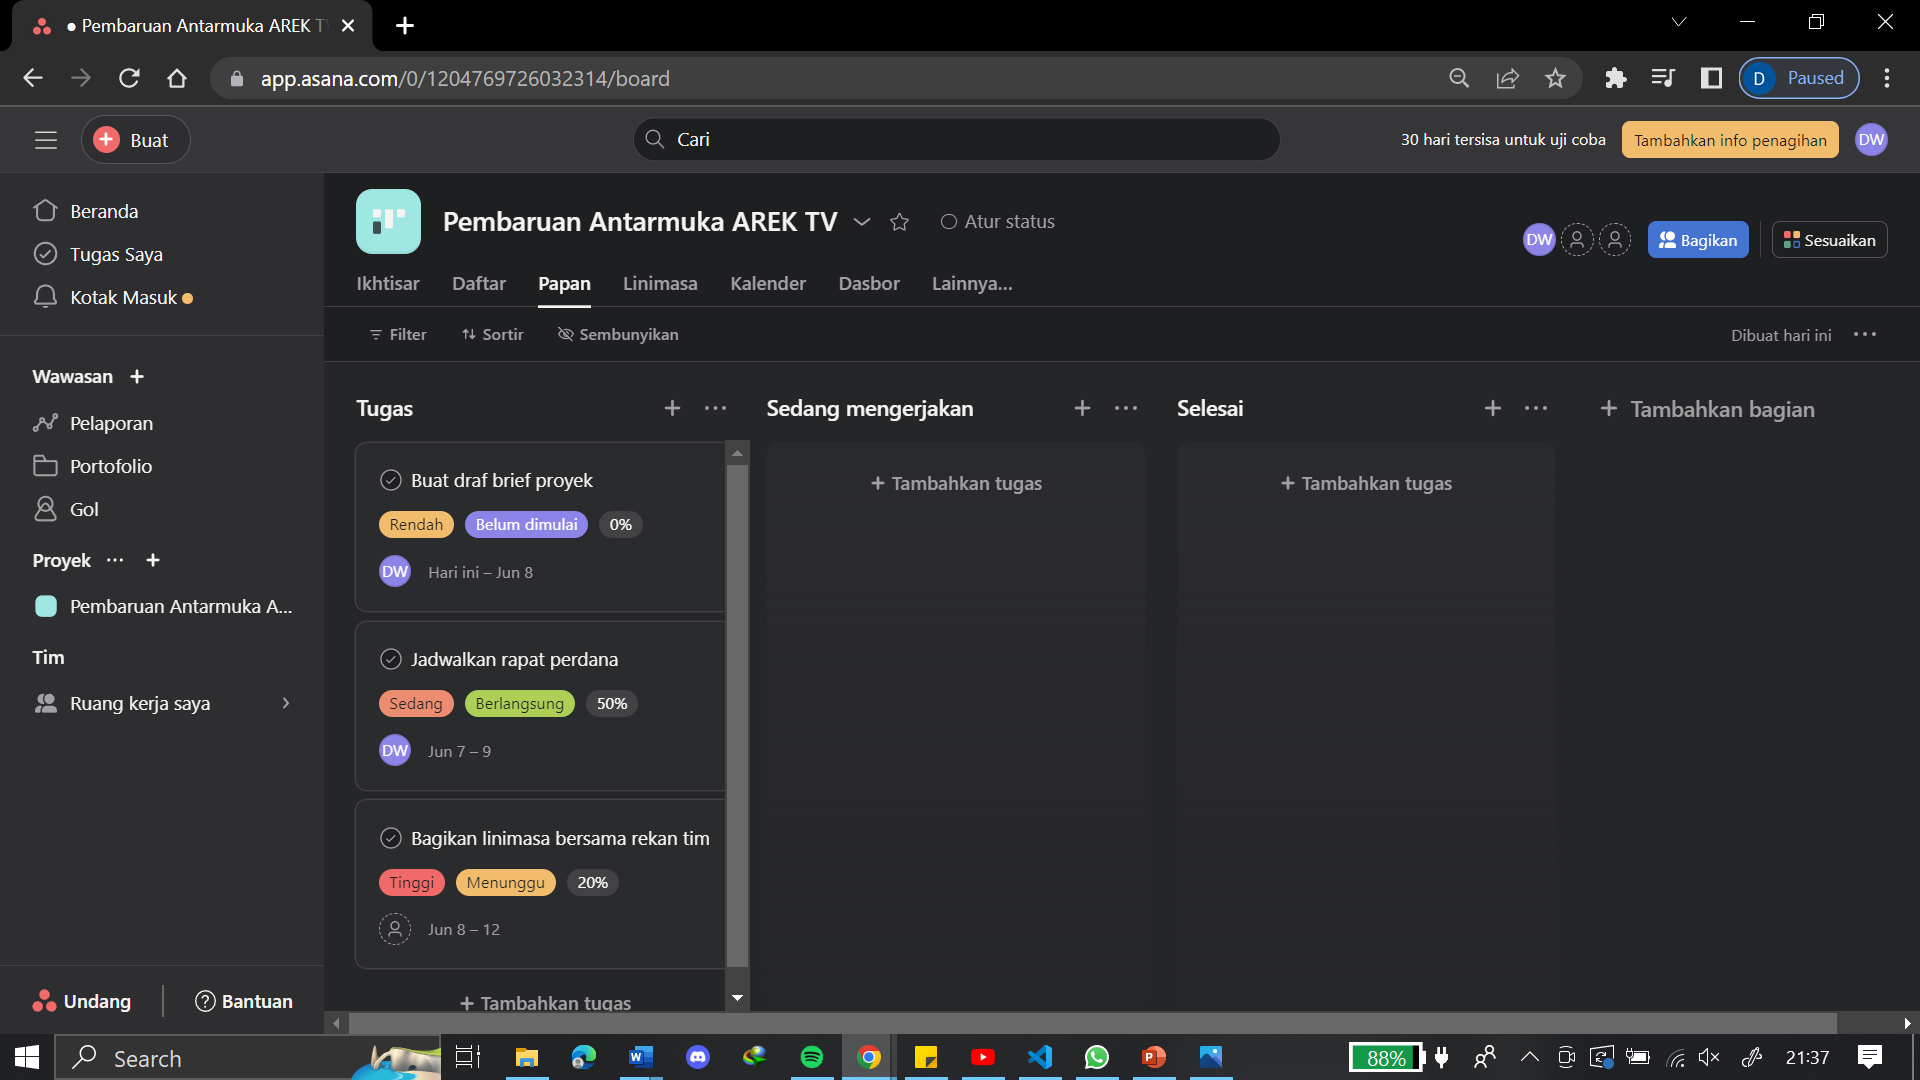 • Pembaruan Antarmuka AREK T
app.asana.com/0/1204769726032314/board
D Paused
Buat
Cari
30 hari tersisa untuk uji coba
Tambahkan info penagihan
DW
Beranda
Tugas Saya
Kotak Masuk
Wawasan
Pelaporan
Portofolio
Gol
Proyek
Pembaruan Antarmuka A...
Tim
Ruang kerja saya
Undang
Bantuan
Pembaruan Antarmuka AREK TV
Atur status
DW
Bagikan
Sesuaikan
Ikhtisar Daftar Papan Linimasa Kalender Dasbor Lainnya...
Filter Sortir Sembunyikan
Dibuat hari ini
Tugas
Buat draf brief proyek
Rendah Belum dimulai 0%
DW Hari ini – Jun 8
Jadwalkan rapat perdana
Sedang Berlangsung 50%
DW Jun 7 – 9
Bagikan linimasa bersama rekan tim
Tinggi Menunggu 20%
Jun 8 – 12
+ Tambahkan tugas
Sedang mengerjakan
+ Tambahkan tugas
Selesai
+ Tambahkan tugas
+ Tambahkan bagian
Search
88%
21:37